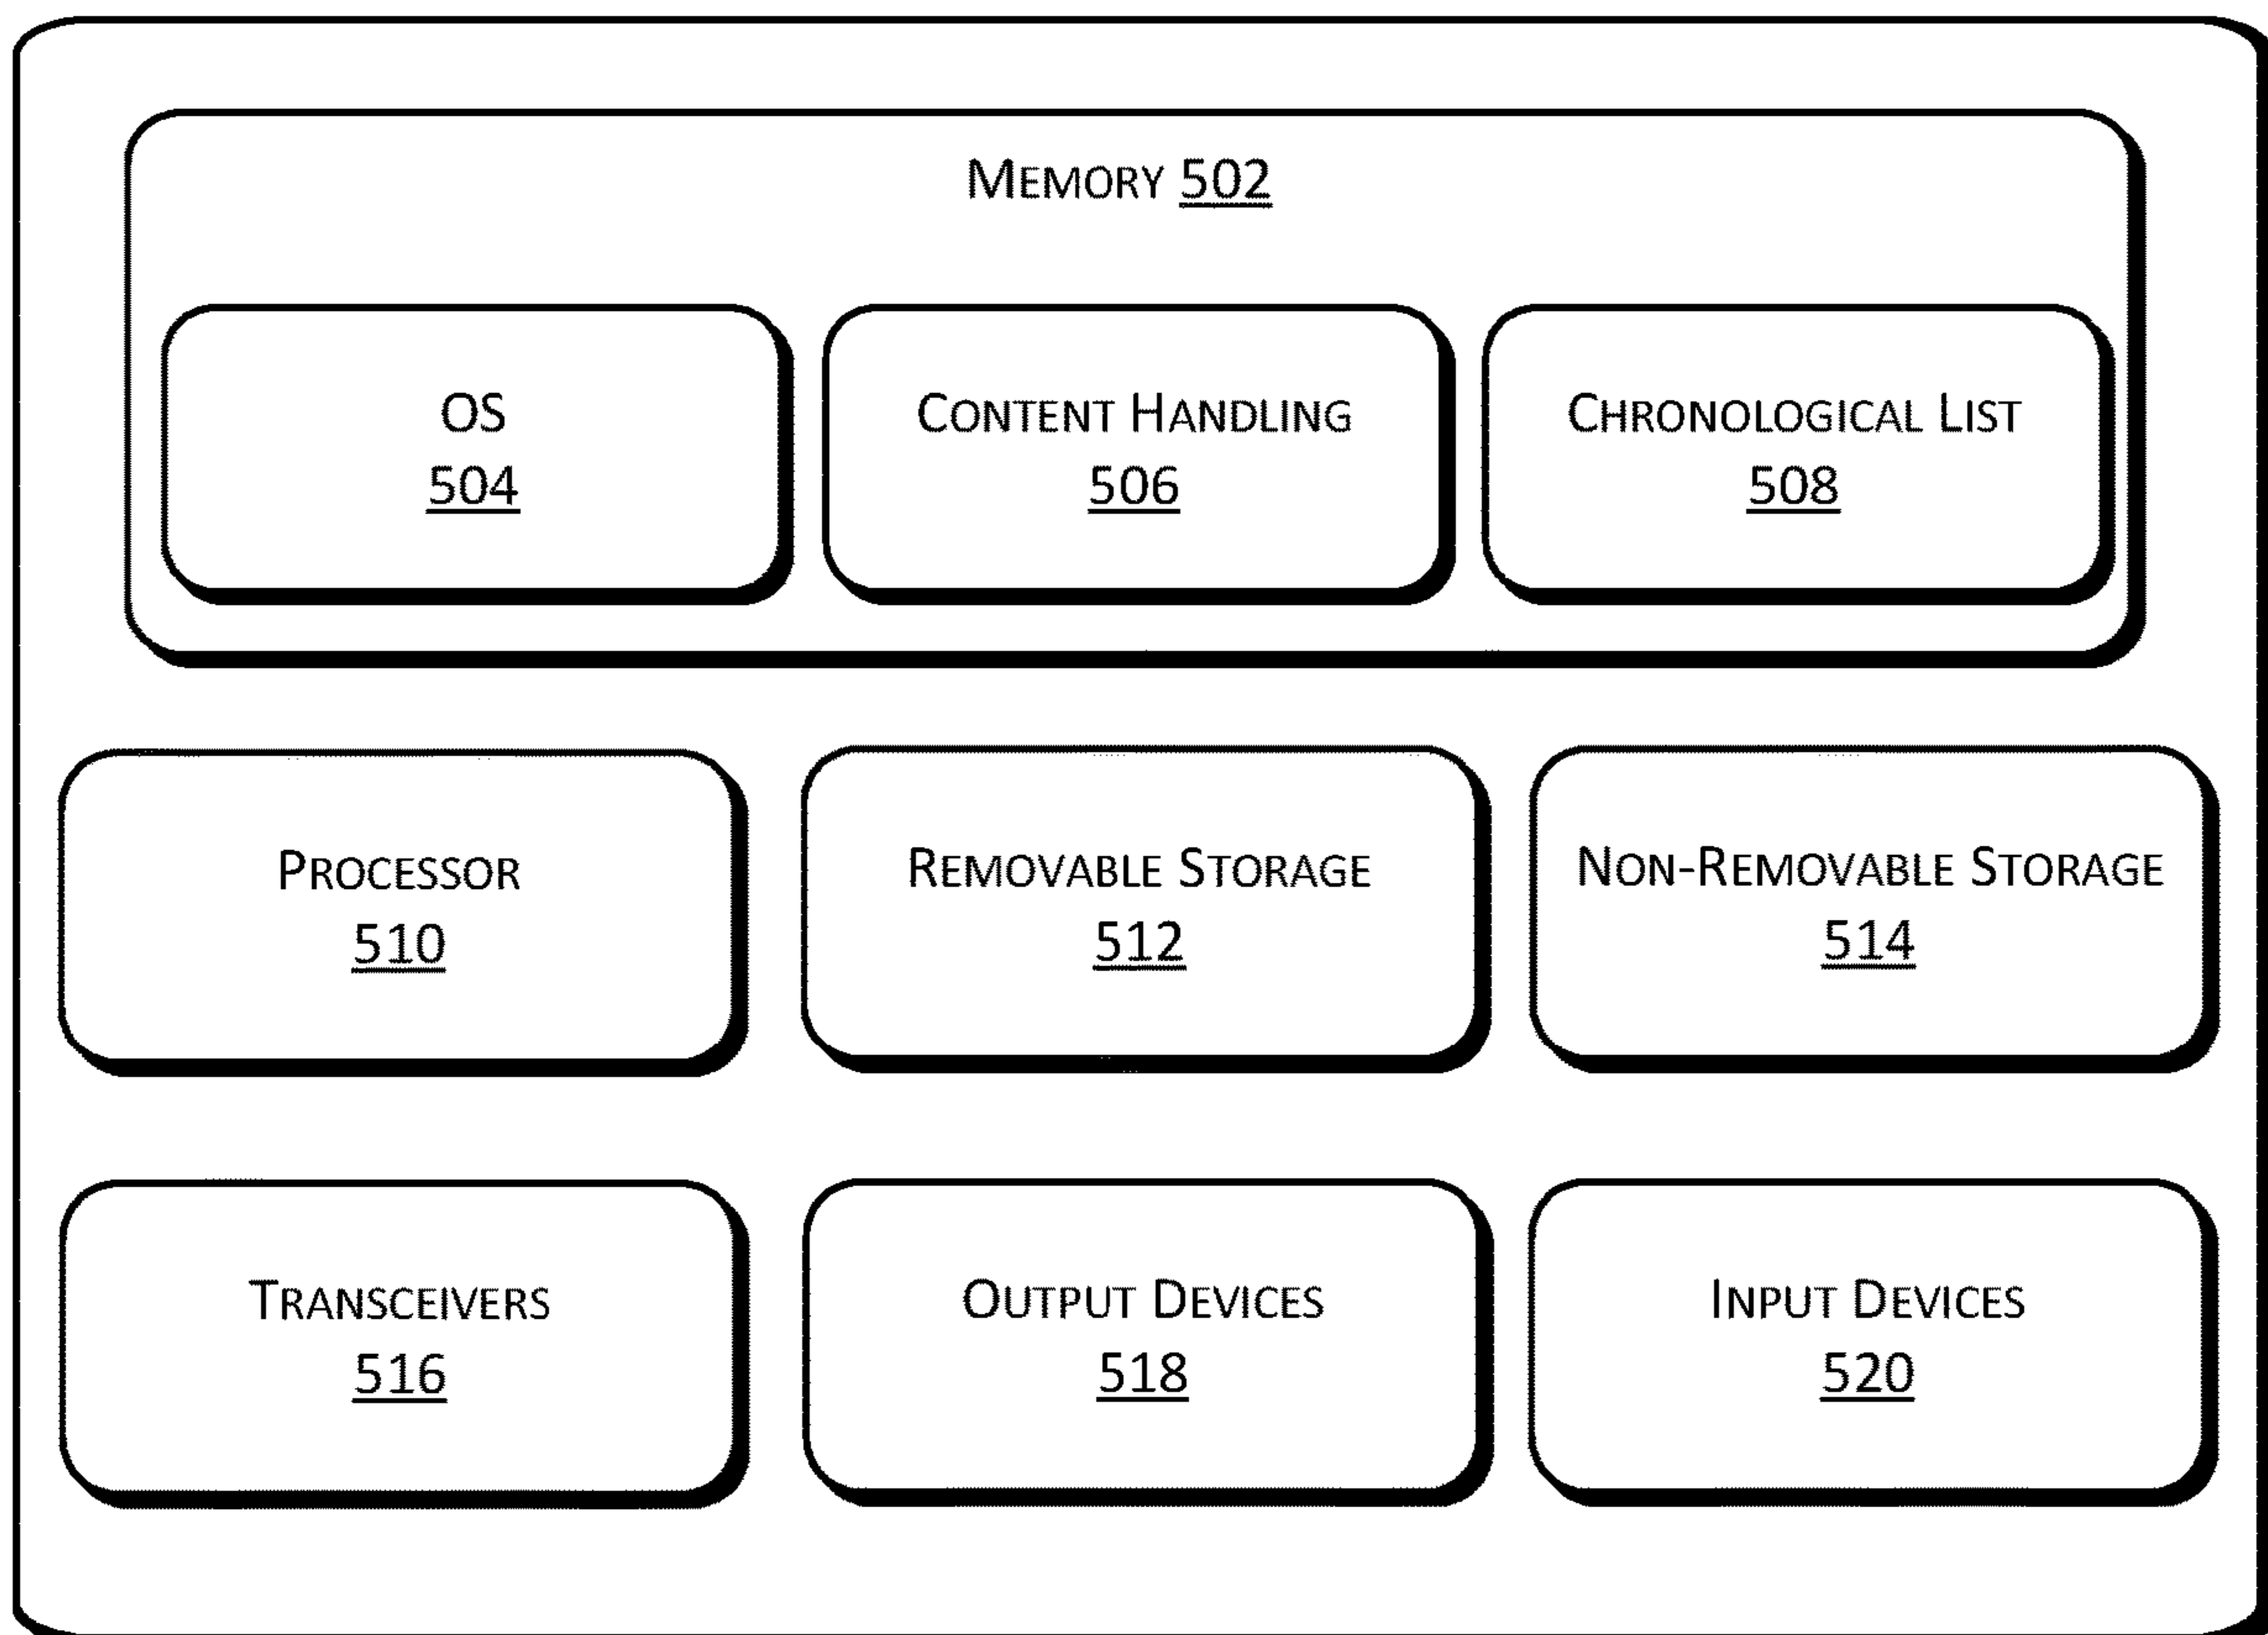 MEMORY 502
OS
504
CONTENT HANDLING
506
CHRONOLOGICAL LIST
508
PROCESSOR
510
REMOVABLE STORAGE
512
NON-REMOVABLE STORAGE
514
TRANSCEIVERS
516
OUTPUT DEVICES
518
INPUT DEVICES
520